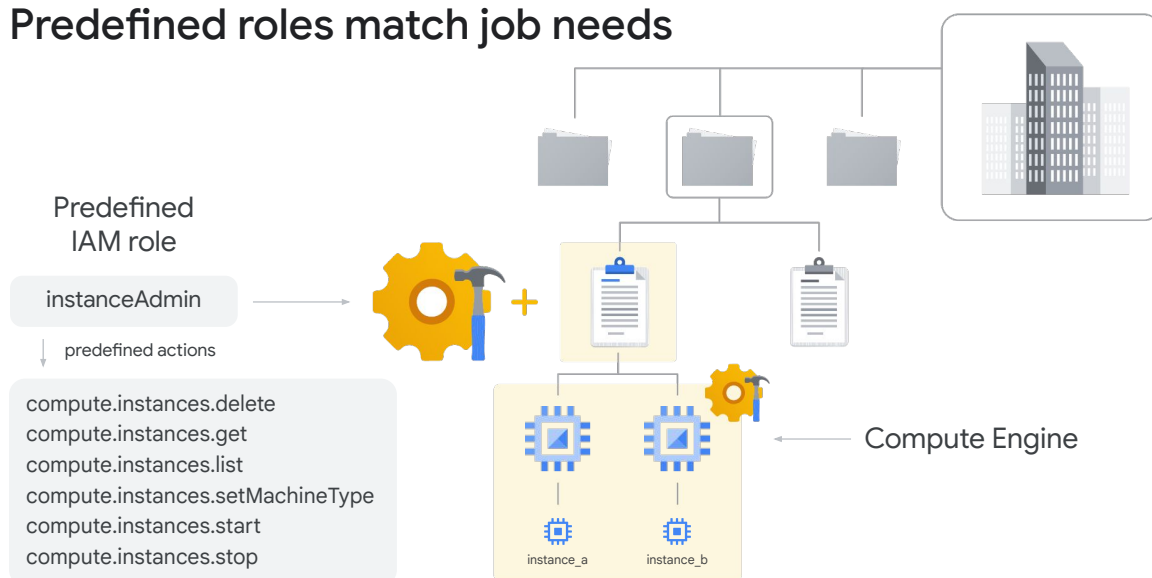 Predefined roles match job needs
Predefined
IAM role
instanceAdmin
predefined actions
compute.instances.delete
compute.instances.get
compute.instances.list
compute.instances.setMachineType
compute.instances.start
compute.instances.stop
Compute Engine
instance_a
instance_b